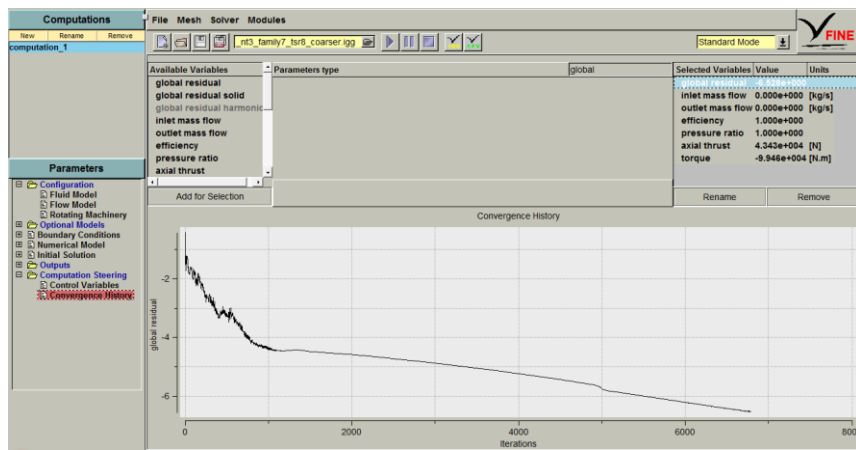 Computations
File Mesh Solver Modules
New Rename Remove
computation_1
_nt3_family7_tsr8_coarser.igg
Standard Mode
FINE
Available Variables
Parameters type
global
Selected Variables Value Units
global residual
global residual solid
global residual harmonic
inlet mass flow
outlet mass flow
efficiency
pressure ratio
axial thrust
global residual
inlet mass flow 0.000e+000 [kg/s]
outlet mass flow 0.000e+000 [kg/s]
efficiency 1.000e+000
pressure ratio 1.000e+000
axial thrust 4.343e+004 [N]
torque -9.946e+004 [N.m]
Add for Selection
Rename
Remove
Parameters
Configuration
Fluid Model
Flow Model
Rotating Machinery
Optional Models
Boundary Conditions
Numerical Model
Initial Solution
Outputs
Computation Steering
Control Variables
Convergence History
Convergence History
global residual
-2
-4
-6
0 2000 4000 6000 800
Iterations